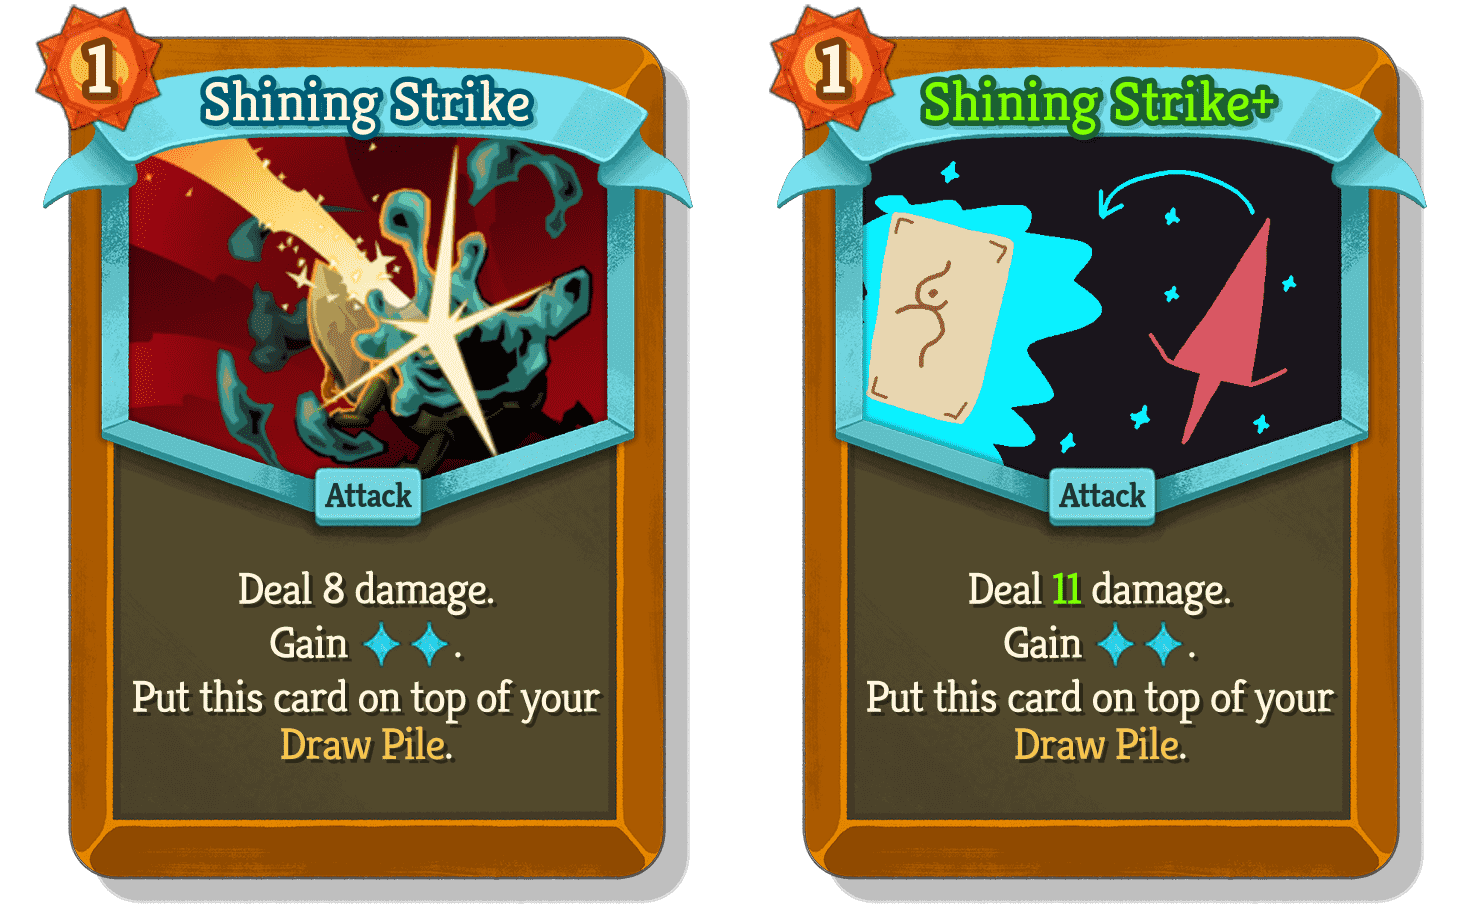 1
Shining Strike
Attack
Deal 8 damage.
Gain .
Put this card on top of your
Draw Pile.
1
Shining Strike+
Attack
Deal 11 damage.
Gain .
Put this card on top of your
Draw Pile.